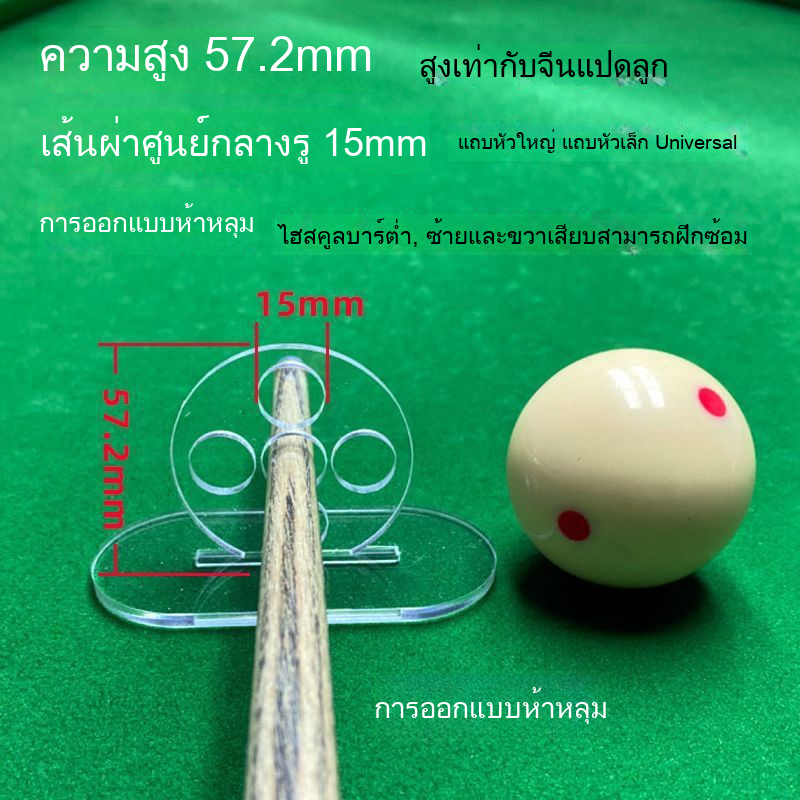 ความสูง 57.2mm
สูงเท่ากับจีนแปดลูก
เส้นผ่าศูนย์กลางรู 15mm
แถบหัวใหญ่ แถบหัวเล็ก Universal
การออกแบบห้าหลุม
ไฮสคูลบาร์ต่ำ, ซ้ายและขวาเสียบสามารถฝึกซ้อม
15mm
57.2mm
การออกแบบห้าหลุม